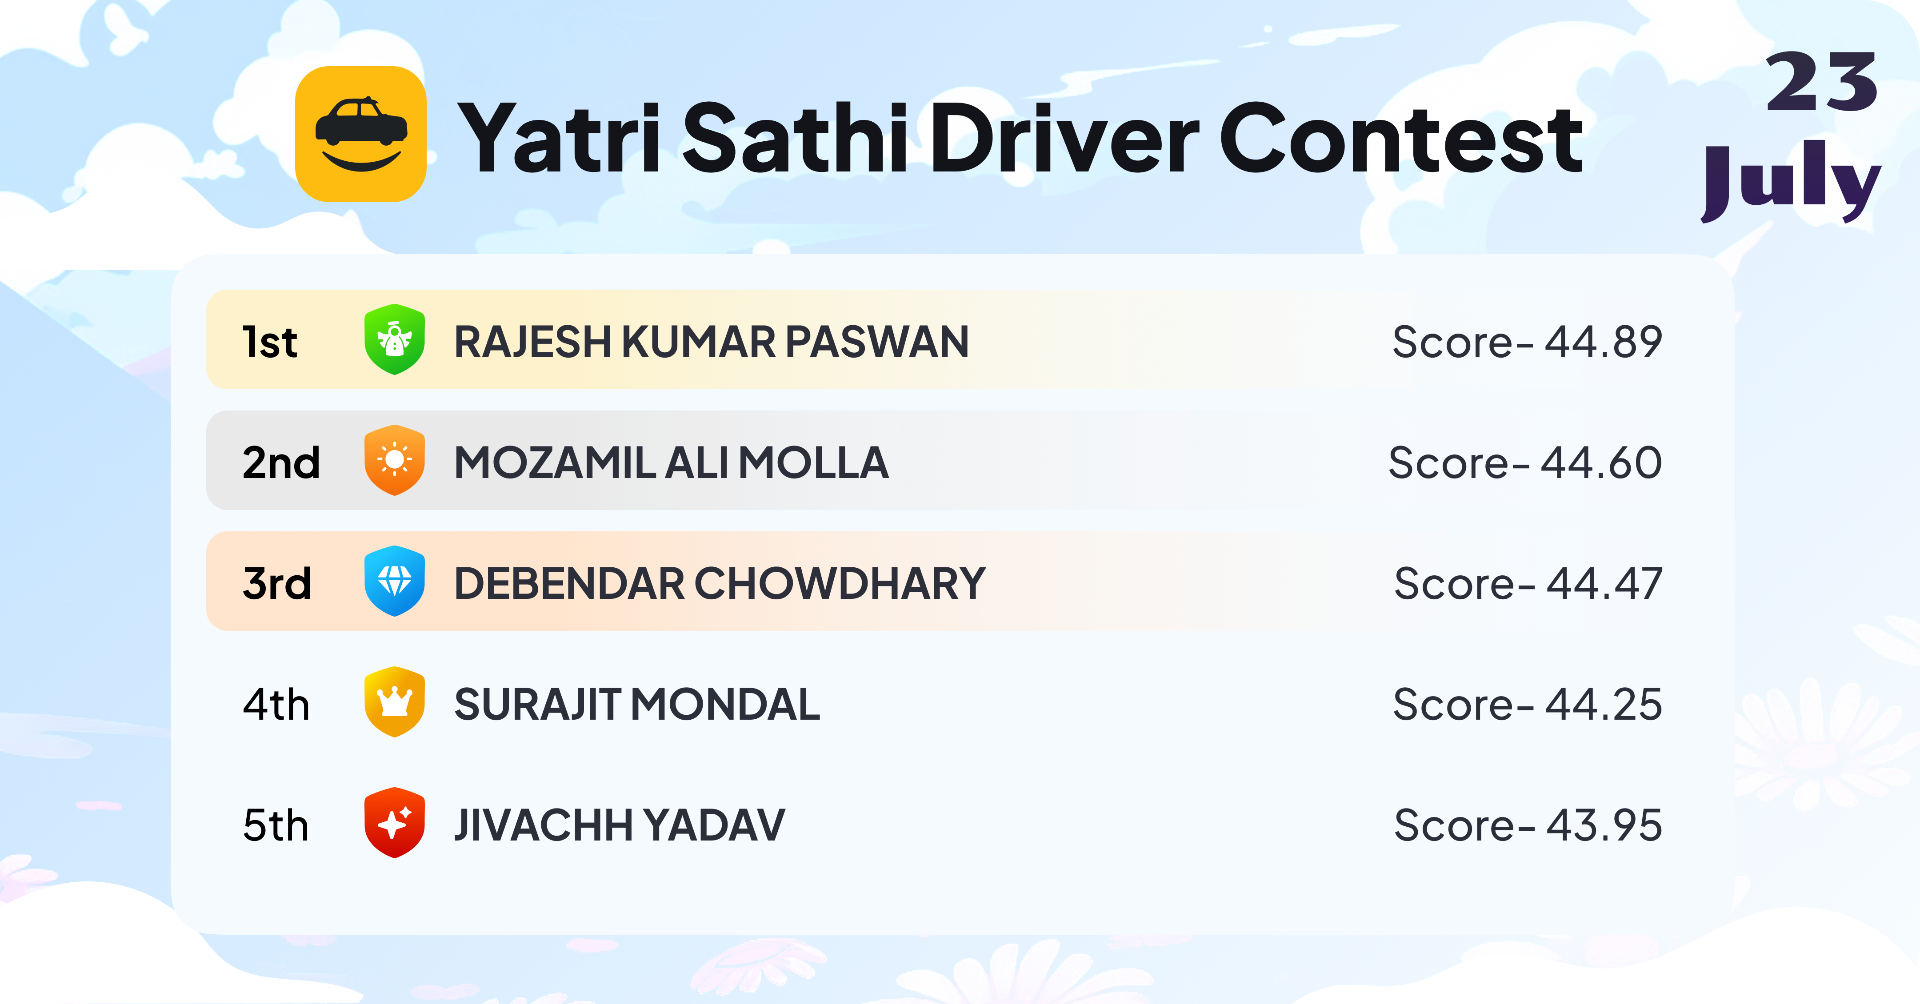 Yatri Sathi Driver Contest
23
July
1st RAJESH KUMAR PASWAN Score- 44.89
2nd MOZAMIL ALI MOLLA Score- 44.60
3rd DEBENDAR CHOWDHARY Score- 44.47
4th SURAJIT MONDAL Score- 44.25
5th JIVACHH YADAV Score- 43.95